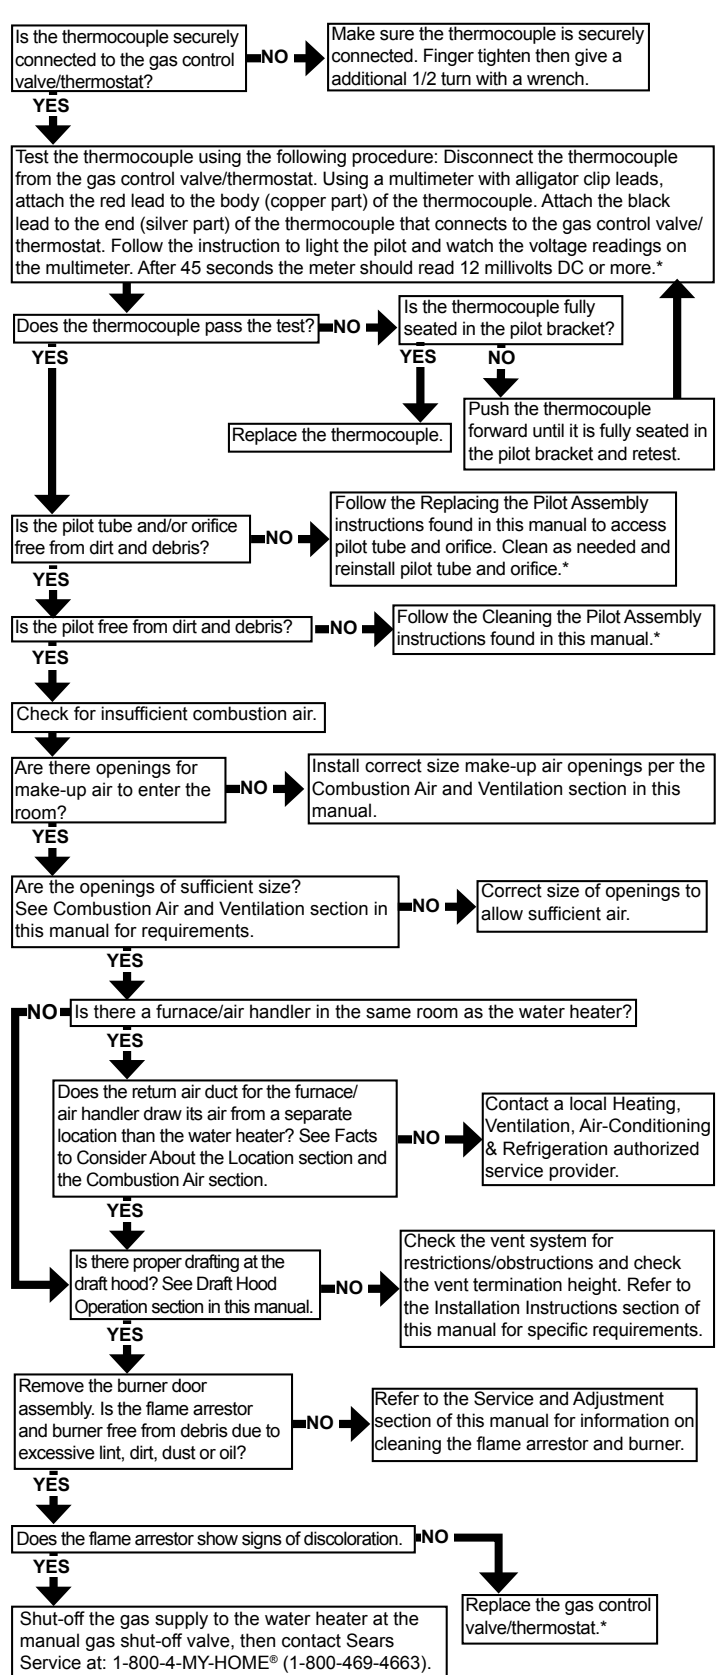 Is the thermocouple securely
connected to the gas control
valve/thermostat?
NO
Make sure the thermocouple is securely
connected. Finger tighten then give a
additional 1/2 turn with a wrench.
YES
Test the thermocouple using the following procedure: Disconnect the thermocouple
from the gas control valve/thermostat. Using a multimeter with alligator clip leads,
attach the red lead to the body (copper part) of the thermocouple. Attach the black
lead to the end (silver part) of the thermocouple that connects to the gas control valve/
thermostat. Follow the instruction to light the pilot and watch the voltage readings on
the multimeter. After 45 seconds the meter should read 12 millivolts DC or more.*
Does the thermocouple pass the test?
NO
Is the thermocouple fully
seated in the pilot bracket?
YES
YES
NO
Replace the thermocouple.
Push the thermocouple
forward until it is fully seated in
the pilot bracket and retest.
Is the pilot tube and/or orifice
free from dirt and debris?
NO
Follow the Replacing the Pilot Assembly
instructions found in this manual to access
pilot tube and orifice. Clean as needed and
reinstall pilot tube and orifice.*
YES
Is the pilot free from dirt and debris?
NO
Follow the Cleaning the Pilot Assembly
instructions found in this manual.*
YES
Check for insufficient combustion air.
Are there openings for
make-up air to enter the
room?
NO
Install correct size make-up air openings per the
Combustion Air and Ventilation section in this
manual.
YES
Are the openings of sufficient size?
See Combustion Air and Ventilation section in
this manual for requirements.
NO
Correct size of openings to
allow sufficient air.
YES
NO
Is there a furnace/air handler in the same room as the water heater?
YES
Does the return air duct for the furnace/
air handler draw its air from a separate
location than the water heater? See Facts
to Consider About the Location section and
the Combustion Air section.
NO
Contact a local Heating,
Ventilation, Air-Conditioning
& Refrigeration authorized
service provider.
YES
Is there proper drafting at the
draft hood? See Draft Hood
Operation section in this manual.
NO
Check the vent system for
restrictions/obstructions and check
the vent termination height. Refer to
the Installation Instructions section of
this manual for specific requirements.
YES
Remove the burner door
assembly. Is the flame arrestor
and burner free from debris due to
excessive lint, dirt, dust or oil?
NO
Refer to the Service and Adjustment
section of this manual for information on
cleaning the flame arrestor and burner.
YES
Does the flame arrestor show signs of discoloration.
NO
YES
Replace the gas control
valve/thermostat.*
Shut-off the gas supply to the water heater at the
manual gas shut-off valve, then contact Sears
Service at: 1-800-4-MY-HOME® (1-800-469-4663).